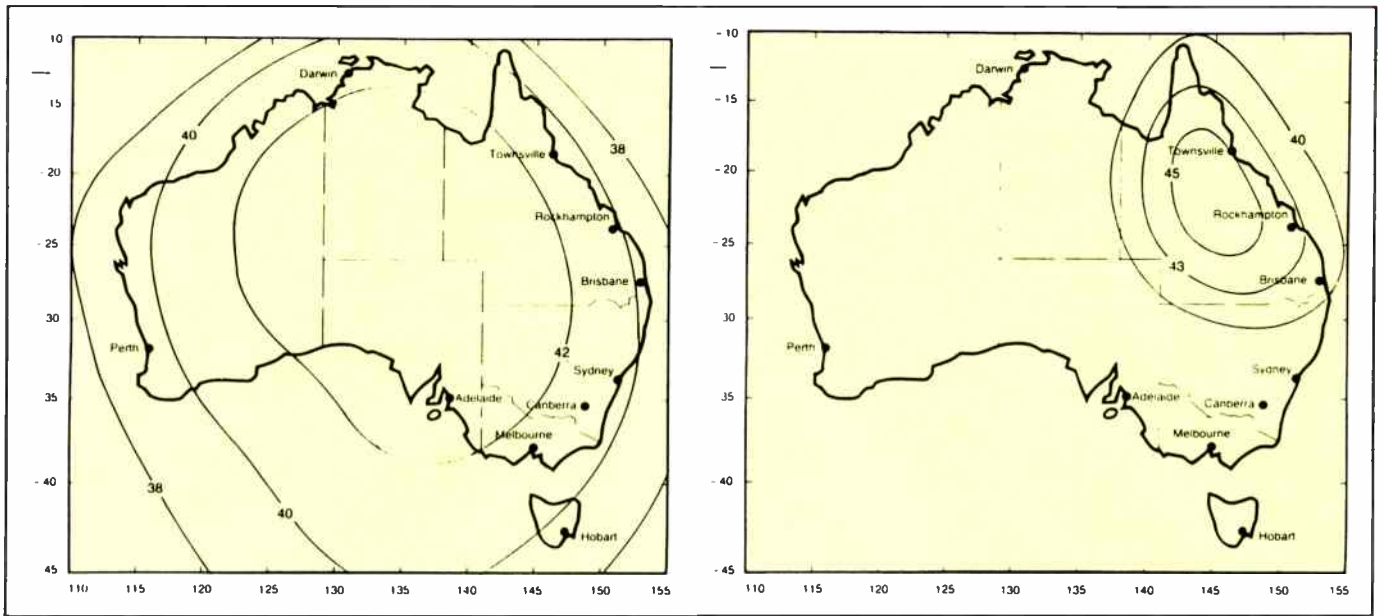 - 10
Darwin
- 15
40
38
Townsville
- 20
Rockhampton
- 25
Brisbane
- 30
Perth
42
Sydney
- 35
Adelaide
Canberra
Melbourne
- 40
38
40
Hobart
45
110 115 120 125 130 135 140 145 150 155
- 10
Darwin
- 15
40
Townsville
- 20
45
Rockhampton
- 25
43
Brisbane
- 30
Perth
Sydney
- 35
Adelaide
Canberra
Melbourne
- 40
Hobart
- 45
110 115 120 125 130 135 140 145 150 155